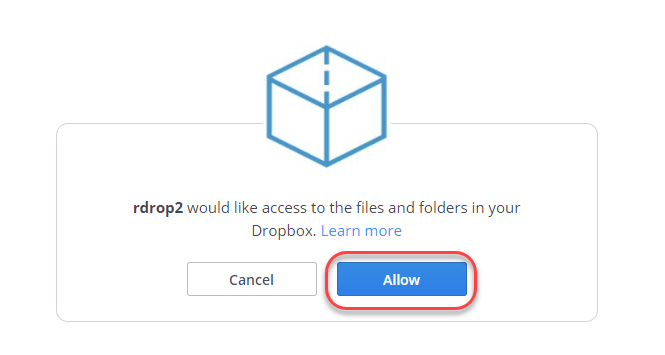 rdrop2 would like access to the files and folders in your
Dropbox. Learn more
Cancel
Allow